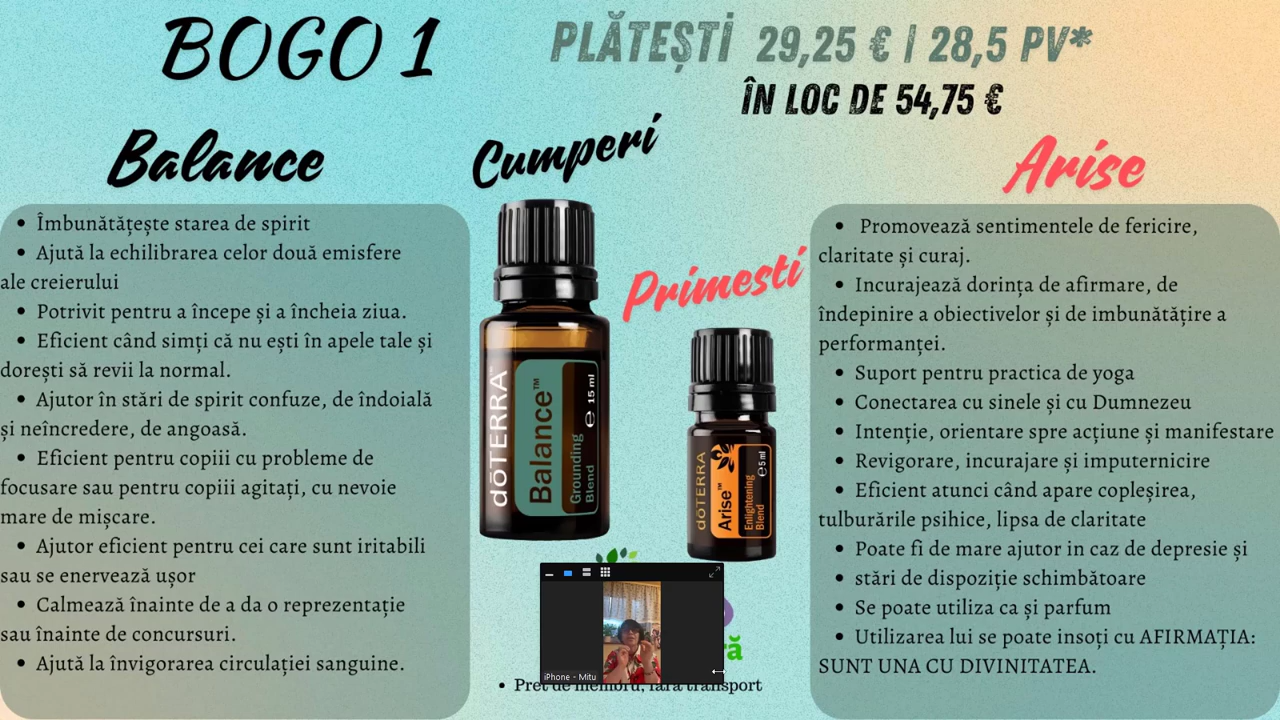 BOGO 1
PLĂTEȘTI 29,25 € | 28,5 PV*
ÎN LOC DE 54,75 €
Balance
Cumperi
Arise
Primesti
• Îmbunătățește starea de spirit
• Ajută la echilibrarea celor două emisfere
ale creierului
• Potrivit pentru a începe și a încheia ziua.
• Eficient când simți că nu ești în apele tale și
dorești să revii la normal.
• Ajutor în stări de spirit confuze, de îndoială
și neîncredere, de angoasă.
• Eficient pentru copiii cu probleme de
focusare sau pentru copiii agitați, cu nevoie
mare de mișcare.
• Ajutor eficient pentru cei care sunt iritabili
sau se enervează ușor
• Calmează înainte de a da o reprezentație
sau înainte de concursuri.
• Ajută la învigorarea circulației sanguine.
dōTERRA™
Balance™
Grounding
Blend
℮ 15 ml
dōTERRA
Arise™
Enlightening
Blend
℮ 5 ml
• Promovează sentimentele de fericire,
claritate și curaj.
• Incurajează dorința de afirmare, de
îndepinire a obiectivelor și de imbunătățire a
performanței.
• Suport pentru practica de yoga
• Conectarea cu sinele și cu Dumnezeu
• Intenție, orientare spre acțiune și manifestare
• Revigorare, incurajare și imputernicire
• Eficient atunci când apare copleșirea,
tulburările psihice, lipsa de claritate
• Poate fi de mare ajutor in caz de depresie și
• stări de dispoziție schimbătoare
• Se poate utiliza ca și parfum
• Utilizarea lui se poate insoți cu AFIRMAȚIA:
SUNT UNA CU DIVINITATEA.
iPhone - Mitu
• Pret de membru, fără transport